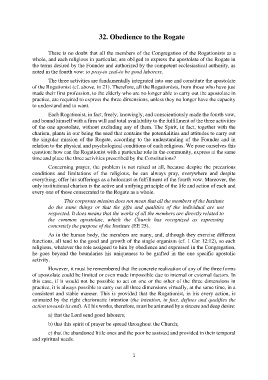 32. Obedience to the Rogate
There is no doubt that all the members of the Congregation of the Rogationists as a
whole, and each religious in particular, are obliged to express the apostolate of the Rogate in
the terms desired by the Founder and authorized by the competent ecclesiastical authority, as
stated in the fourth vow: to pray to and to be good laborers.
The three activities are fundamentally integrated into one and constitute the apostolate
of the Rogationist (cf. above, nr 21). Therefore, all the Rogationists, from those who have just
made their first profession, to the elderly who are no longer able to carry out the apostolate in
practice, are required to express the three dimensions, unless they no longer have the capacity
to understand and to want.
Each Rogationist, in fact, freely, knowingly, and conscientiously made the fourth vow,
and bound himself with a firm will and total availability to the fulfillment of the three activities
of the one apostolate, without excluding any of them. The Spirit, in fact, together with the
charism, plants in our being the seed that contains the potentialities and attitudes to carry out
the singular mission of the Rogate, according to the understanding of the Founder and in
relation to the physical and psychological conditions of each religious. We pose ourselves this
question: how can the Rogationist with a particular role in the community, express at the same
time and place the three activities prescribed by the Constitutions?
Concerning prayer, the problem is not raised at all, because despite the precarious
conditions and limitations of the religious, he can always pray, everywhere and despite
everything, offer his sufferings as a holocaust in fulfillment of the fourth vow. Moreover, the
only institutional charism is the active and unifying principle of the life and action of each and
every one of those consecrated to the Rogate as a whole.
This corporate mission does not mean that all the members of the Institute
do the same things or that the gifts and qualities of the individual are not
respected. It does means that the works of all the members are directly related to
the common apostolate, which the Church has recognized as expressing
concretely the purpose of the Institute (EE 25).
As in the human body, the members are many, and, although they exercise different
functions, all tend to the good and growth of the single organism (cf. 1 Cor 12:12), so each
religious, whatever the role assigned to him by obedience and expressed in the Congregation,
he goes beyond the boundaries his uniqueness to be grafted in the one specific apostolic
activity.
However, it must be remembered that the concrete realization of any of the three forms
of apostolate could be limited or even made impossible due to internal or external factors. In
this case, if it would not be possible to act on one or the other of the three dimensions in
practice, it is always possible to carry out all three dimensions virtually, at the same time, in a
consistent and stable manner. This is provided that the Rogationist, in his every action, is
animated by the right charismatic intention (the intention, in fact, defines and qualifies the
action towards its end). All his works, therefore, must be animated by a sincere and deep desire:
a) that the Lord send good laborers;
b) that this spirit of prayer be spread throughout the Church;
c) that the abandoned little ones and the poor be assisted and provided in their temporal
and spiritual needs.